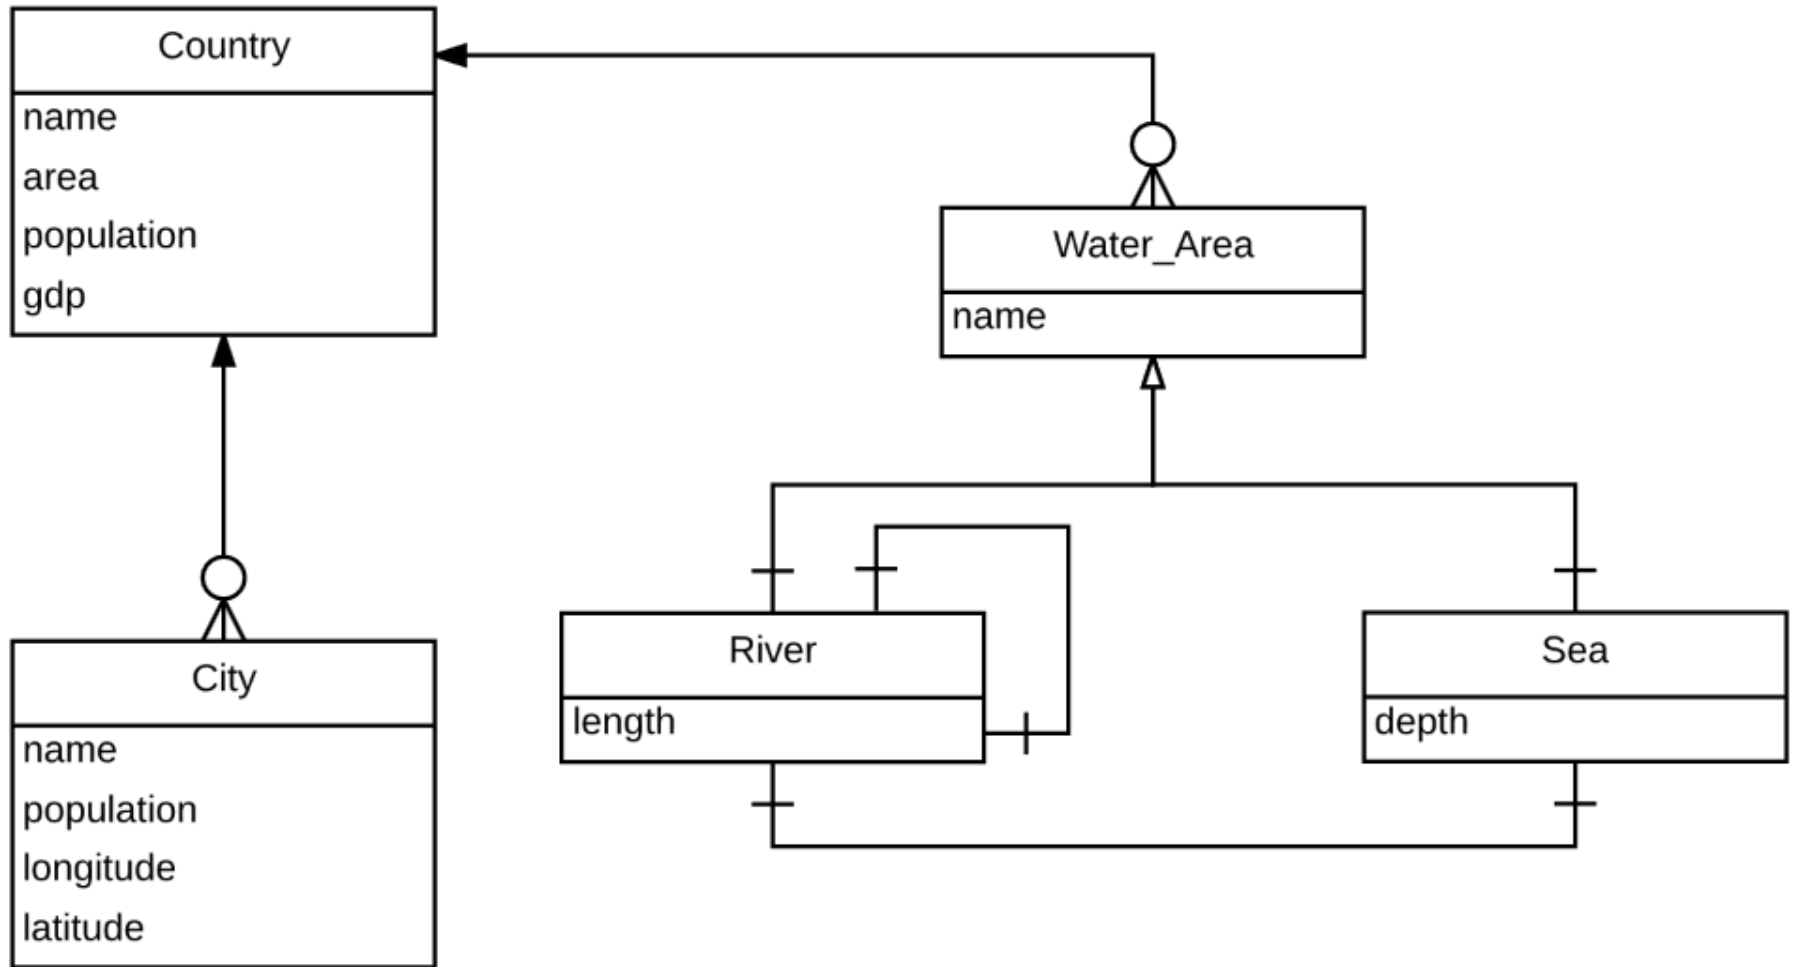 Country
name
area
population
gdp
Water_Area
name
City
name
population
longitude
latitude
River
length
Sea
depth